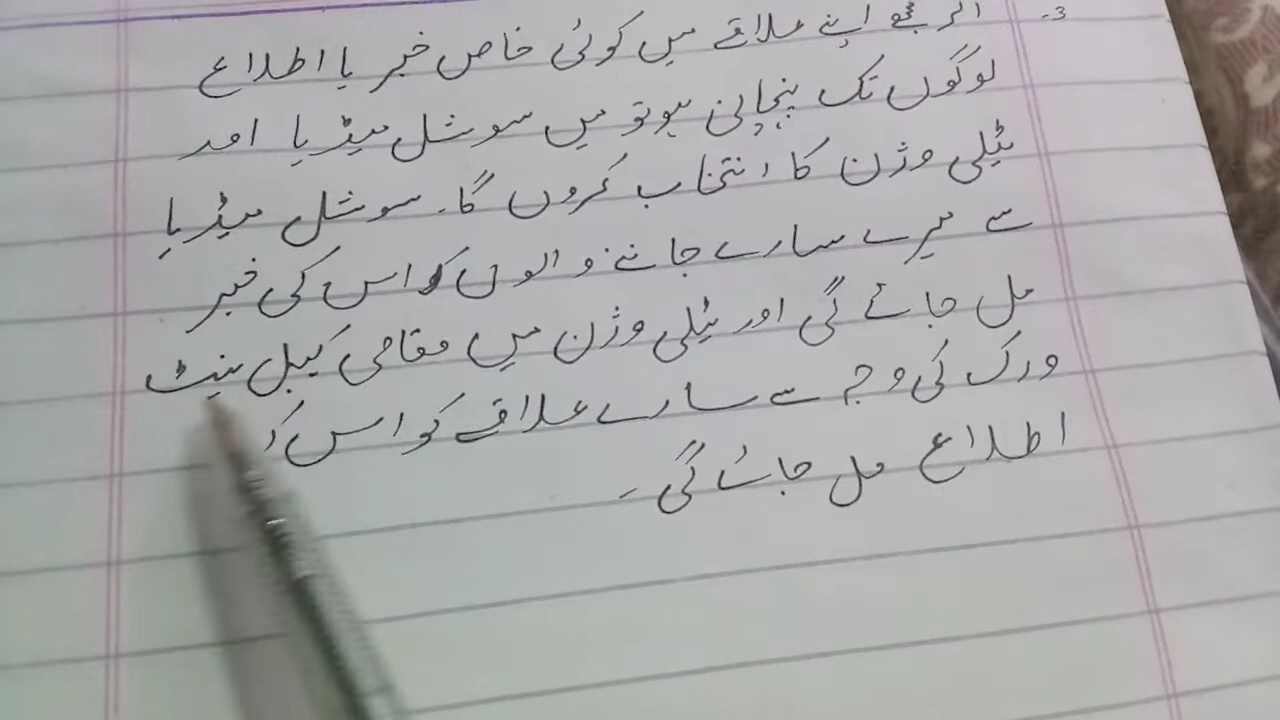 3- اگر مجھے اپنے علاقے میں کوئی خاص خبر یا اطلاع
لوگوں تک پہنچانی ہو تو میں سوشل میڈیا اور
ٹیلی وژن کا انتخاب کروں گا۔ سوشل میڈیا
سے میرے سارے جاننے والوں کو اس کی خبر
مل جائے گی اور ٹیلی وژن میں مقامی کیبل نیٹ
ورک کی وجہ سے سارے علاقے کو اس
اطلاع مل جائے گی۔